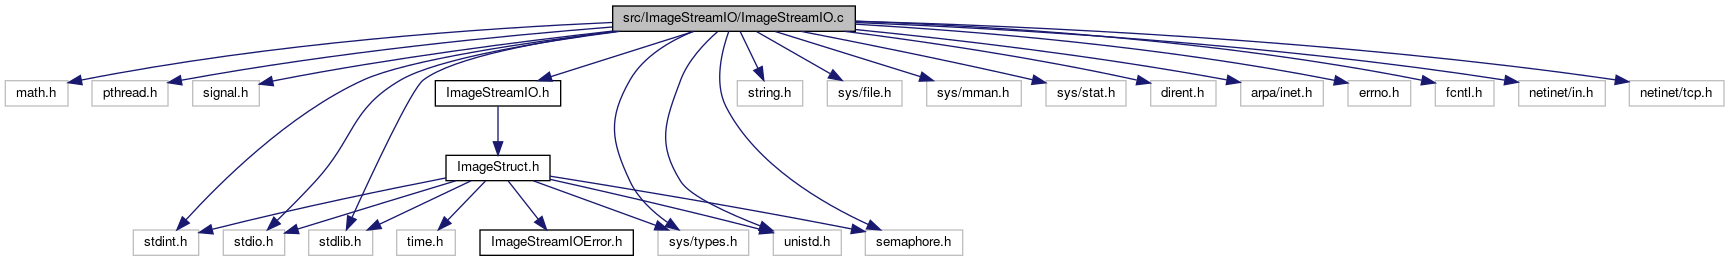 src/ImageStreamIO/ImageStreamIO.c
math.h
pthread.h
signal.h
ImageStreamIO.h
string.h
sys/file.h
sys/mman.h
sys/stat.h
dirent.h
arpa/inet.h
errno.h
fcntl.h
netinet/in.h
netinet/tcp.h
ImageStruct.h
stdint.h
stdio.h
stdlib.h
time.h
ImageStreamIOError.h
sys/types.h
unistd.h
semaphore.h